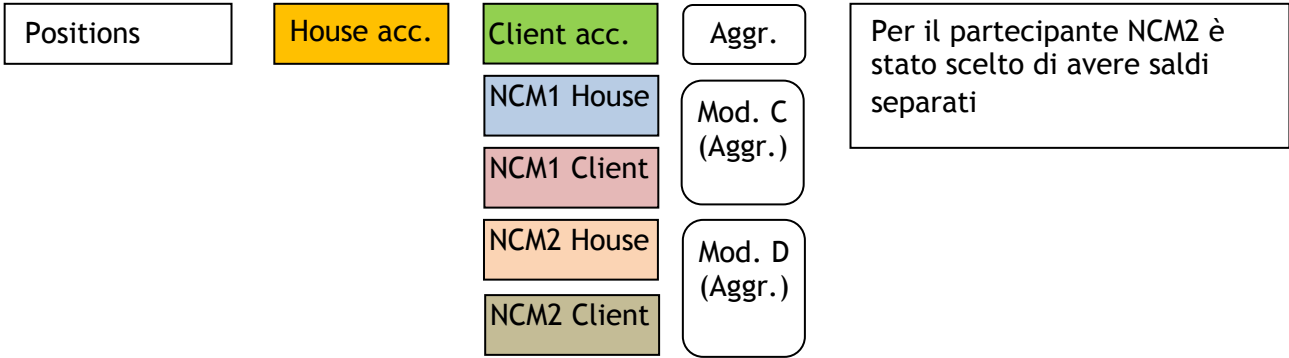 Positions
House acc.
Client acc.
Aggr.
Per il partecipante NCM2 è
stato scelto di avere saldi
separati
NCM1 House
NCM1 Client
Mod. C
(Aggr.)
NCM2 House
NCM2 Client
Mod. D
(Aggr.)